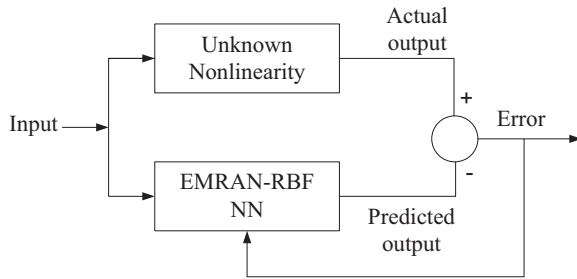 Actual
output
Unknown
Nonlinearity
+
Input
Error
-
EMRAN-RBF
NN
Predicted
output